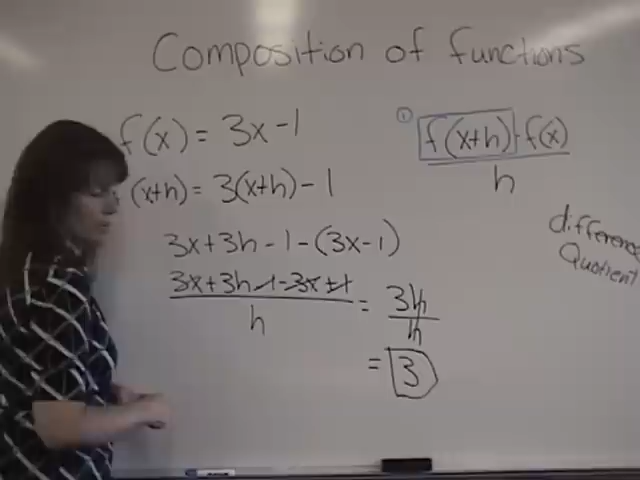 Composition of functions
f(x) = 3x-1
(x+h) = 3(x+h) - 1
3x+3h-1-(3x-1)
3x+3h-1-3x+1 = 3h
h h
= 3
① f(x+h)-f(x)
h
difference
Quotient